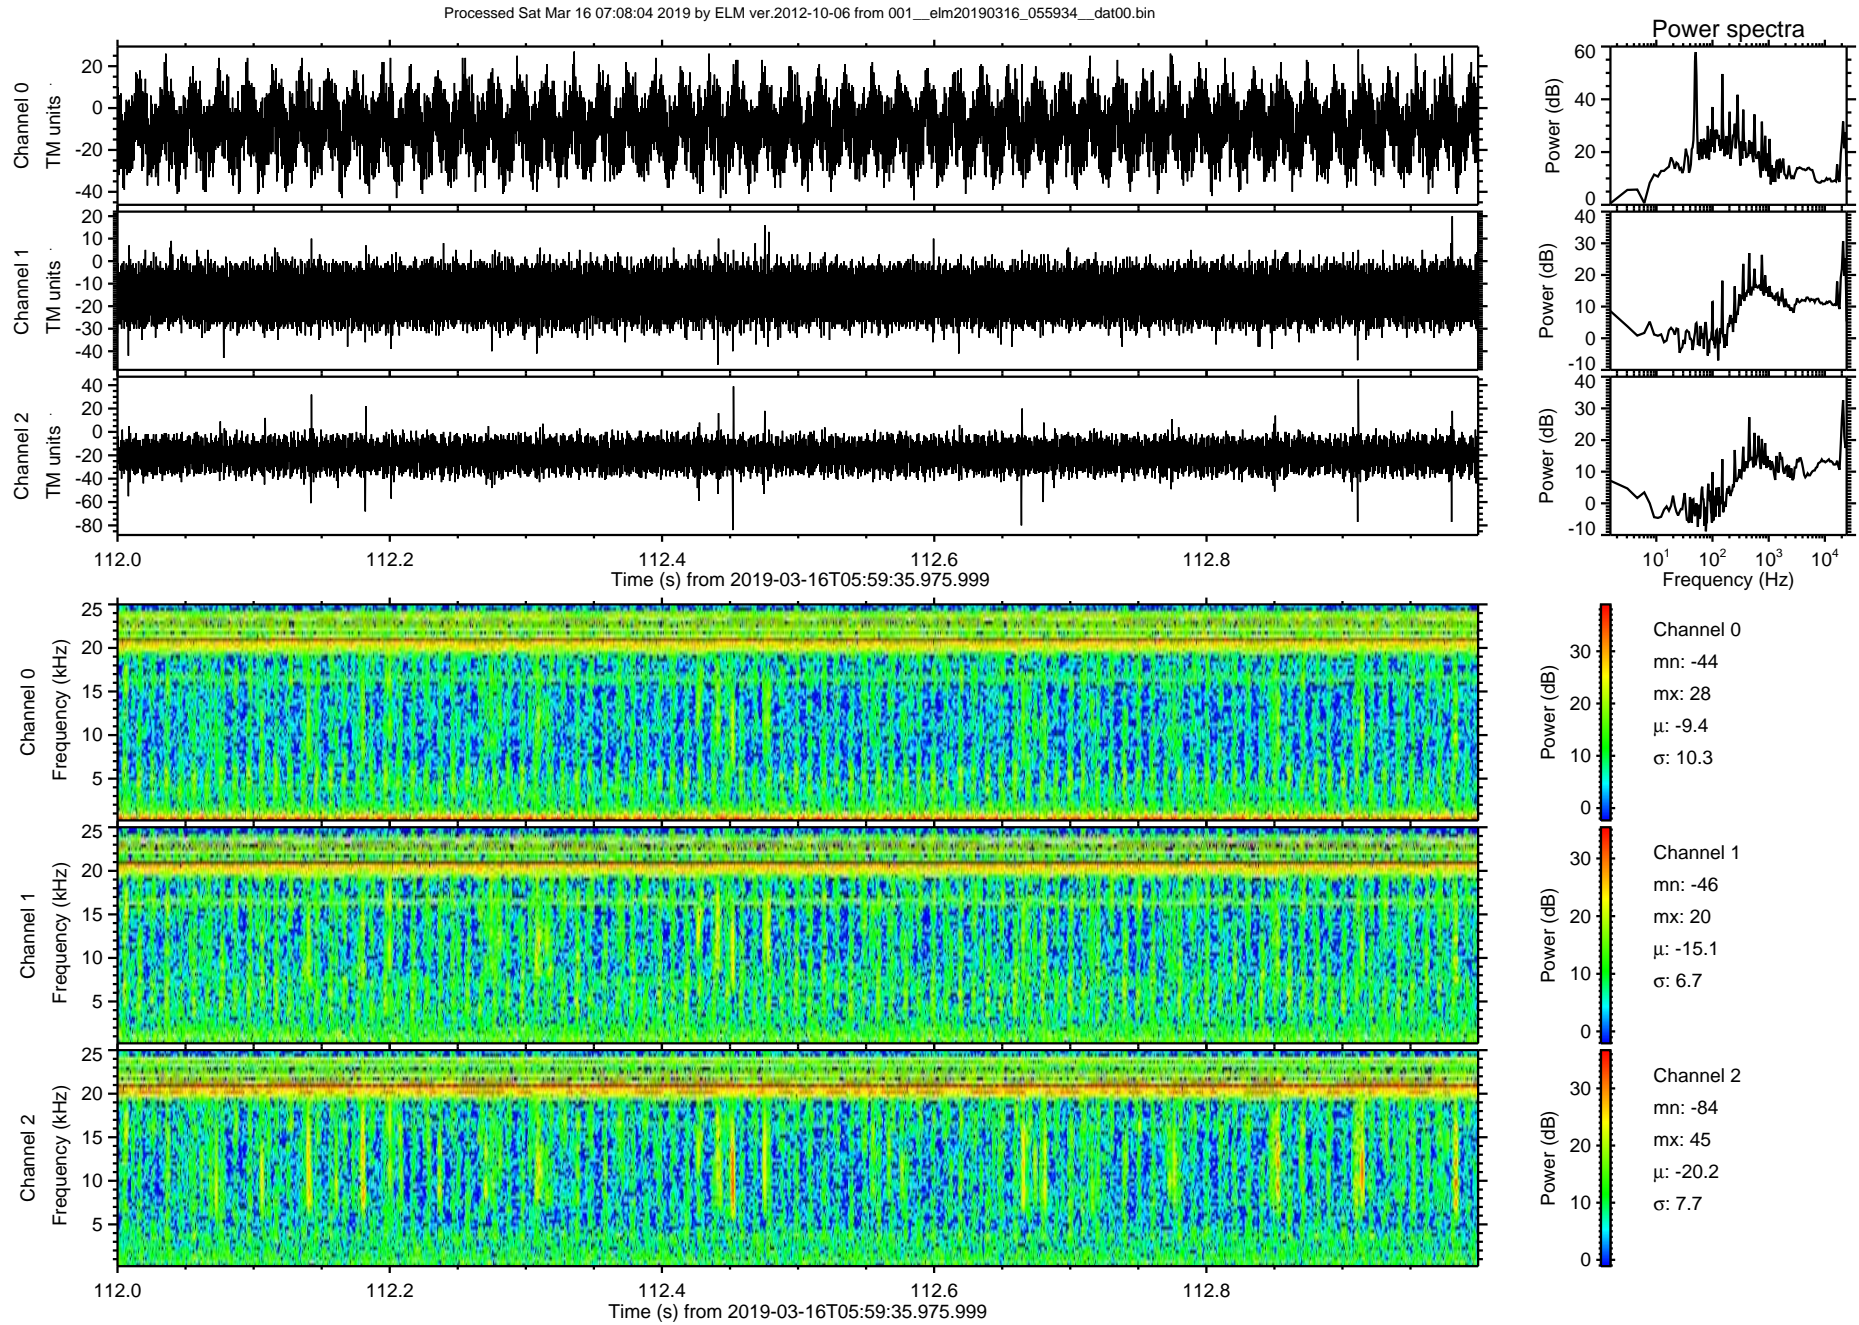 Processed Sat Mar 16 07:08:04 2019 by ELM ver.2012-10-06 from 001__elm20190316_055934__dat00.bin
Power spectra
Channel 0
TM units
20
0
-20
-40
Power (dB)
60
40
20
0
Channel 1
TM units
20
10
0
-10
-20
-30
-40
Power (dB)
40
30
20
10
0
-10
Channel 2
TM units
40
20
0
-20
-40
-60
-80
Power (dB)
40
30
20
10
0
-10
112.0 112.2 112.4 112.6 112.8
Time (s) from 2019-03-16T05:59:35.975.999
10^1 10^2 10^3 10^4
Frequency (Hz)
Channel 0
Frequency (kHz)
25
20
15
10
5
Power (dB)
30
20
10
0
Channel 0
mn: -44
mx: 28
μ: -9.4
σ: 10.3
Channel 1
Frequency (kHz)
25
20
15
10
5
Power (dB)
30
20
10
0
Channel 1
mn: -46
mx: 20
μ: -15.1
σ: 6.7
Channel 2
Frequency (kHz)
25
20
15
10
5
Power (dB)
30
20
10
0
Channel 2
mn: -84
mx: 45
μ: -20.2
σ: 7.7
112.0 112.2 112.4 112.6 112.8
Time (s) from 2019-03-16T05:59:35.975.999